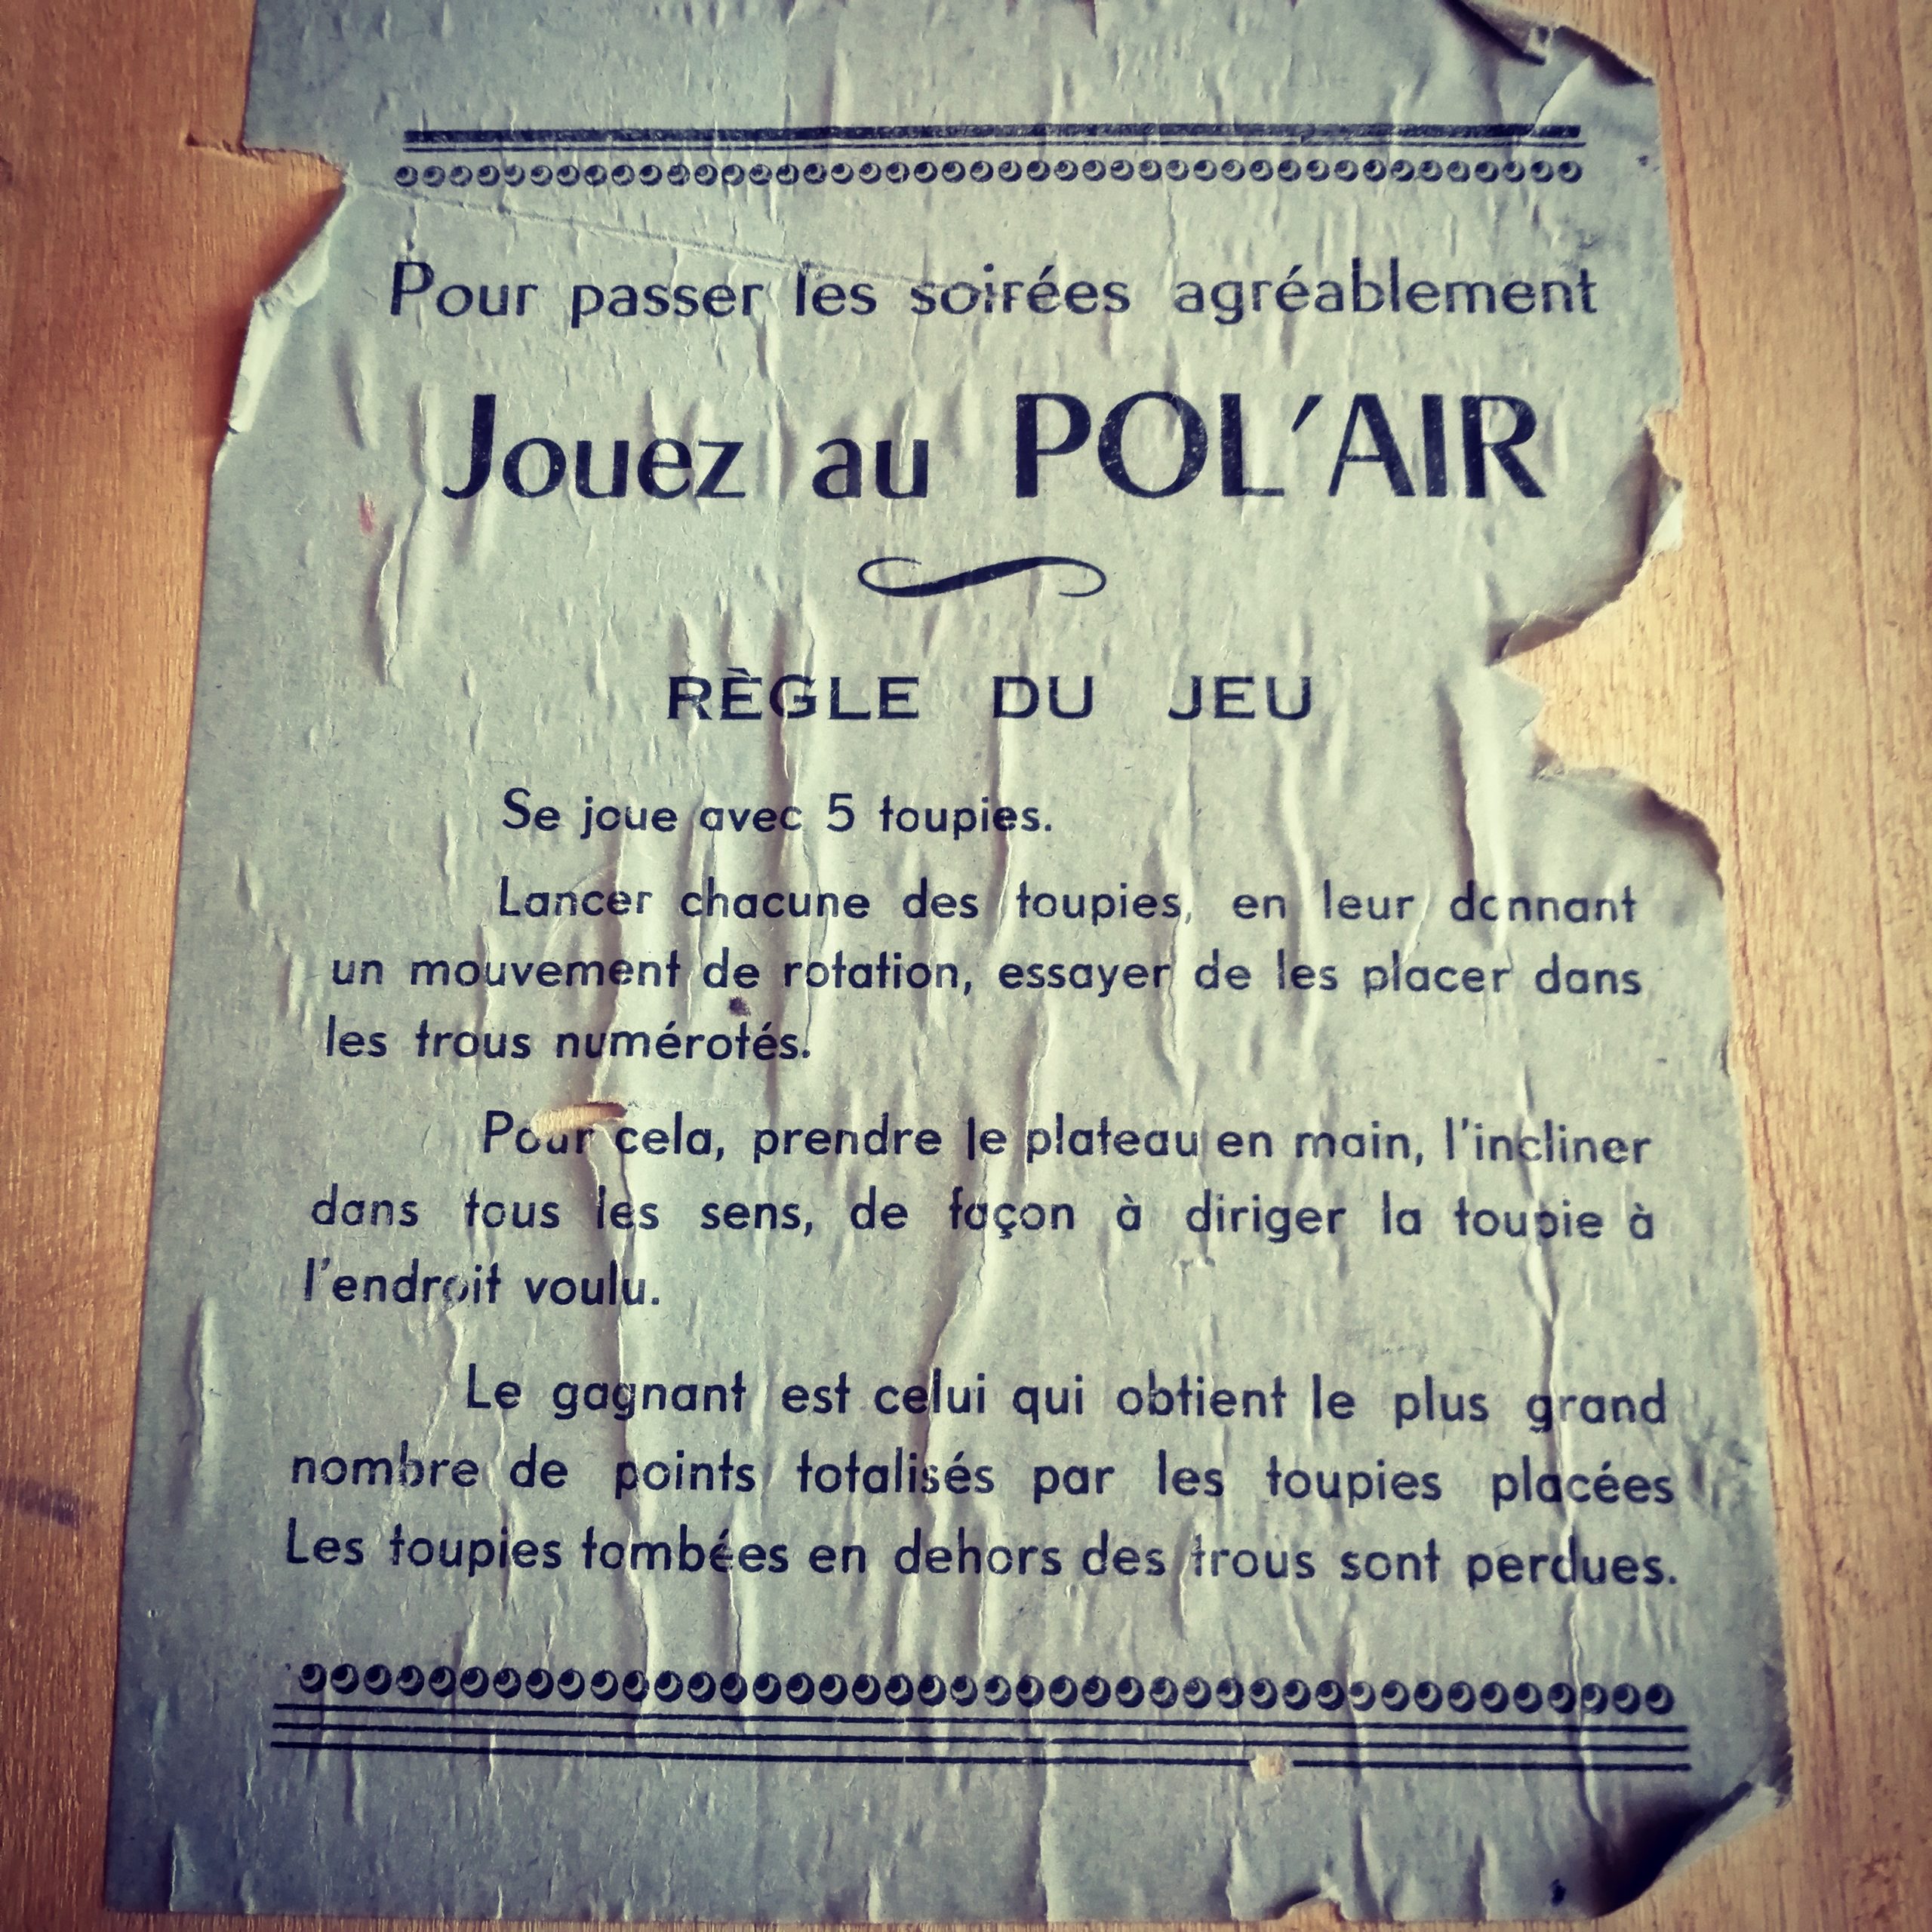 Pour passer les soirées agréablement
Jouez au POL'AIR
RÈGLE DU JEU
Se joue avec 5 toupies.
Lancer chacune des toupies, en leur donnant
un mouvement de rotation, essayer de les placer dans
les trous numérotés.
Pour cela, prendre le plateau en main, l'incliner
dans tous les sens, de façon à diriger la toupie à
l'endroit voulu.
Le gagnant est celui qui obtient le plus grand
nombre de points totalisés par les toupies placées
Les toupies tombées en dehors des trous sont perdues.